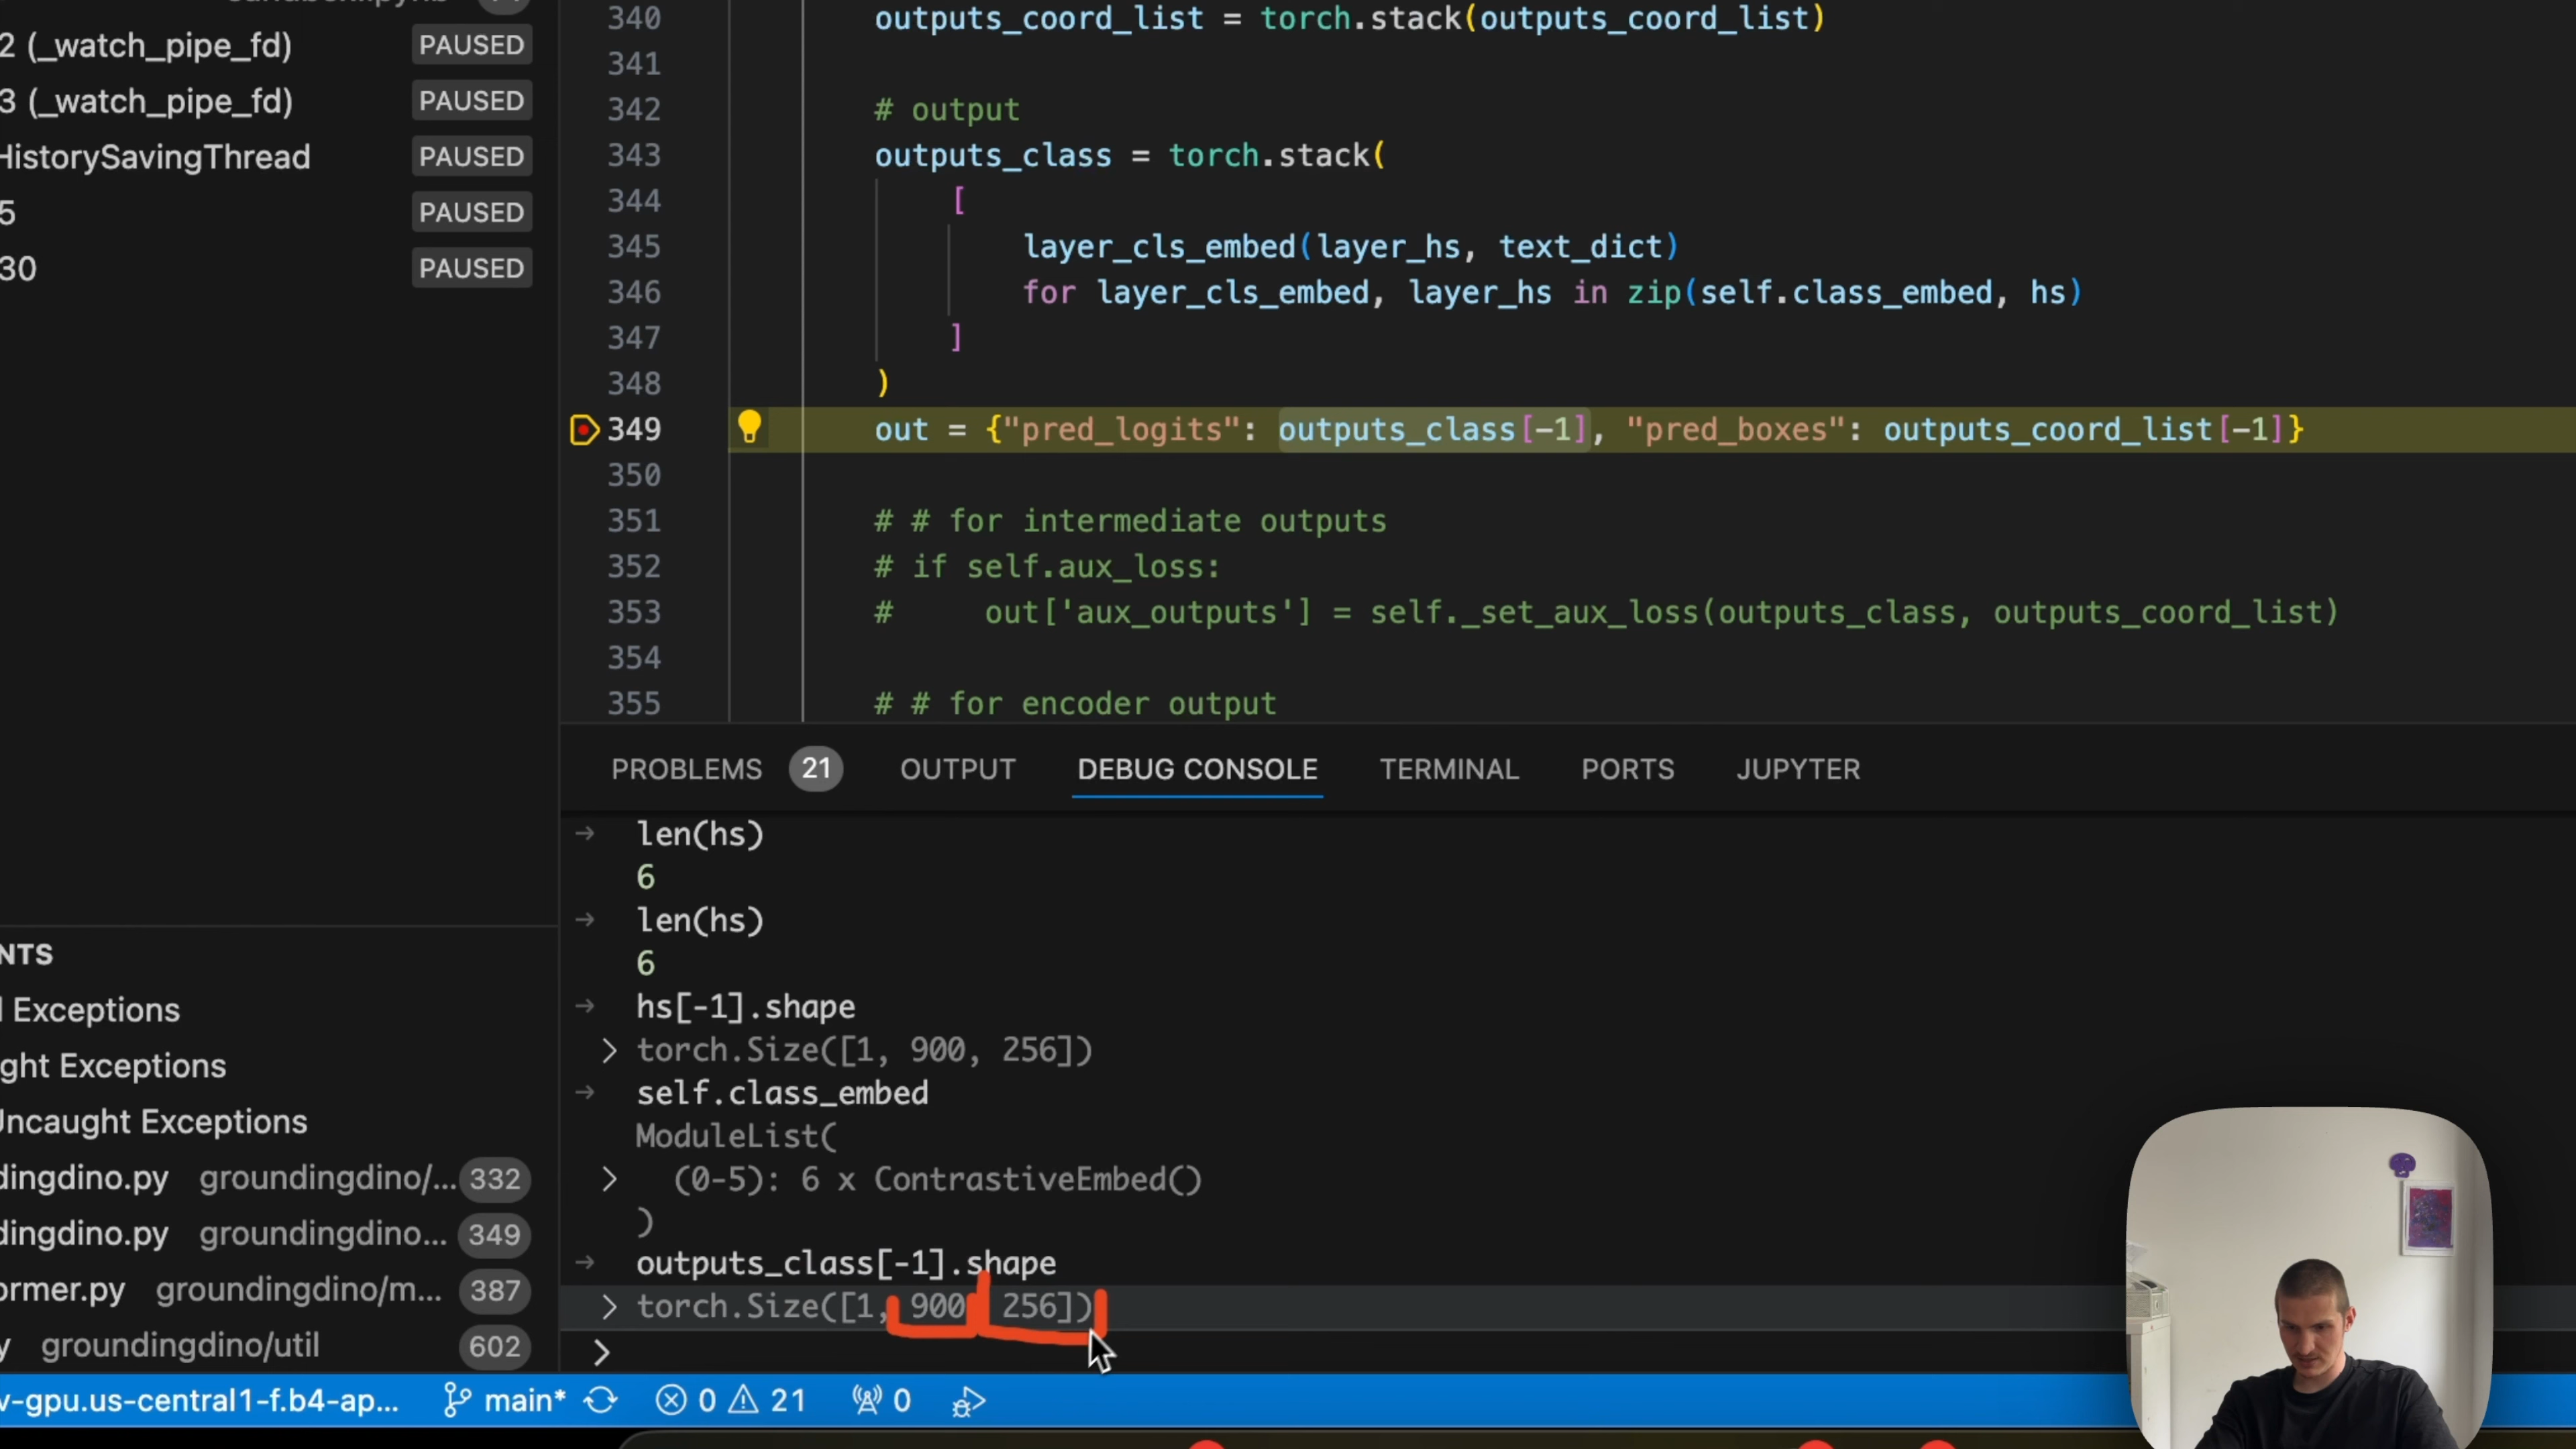 2 (_watch_pipe_fd) PAUSED
3 (_watch_pipe_fd) PAUSED
HistorySavingThread PAUSED
5 PAUSED
30 PAUSED
NTS
Exceptions
ght Exceptions
Uncaught Exceptions
dingdino.py groundingdino/... 332
dingdino.py groundingdino... 349
ormer.py groundingdino/m... 387
y groundingdino/util 602
340 outputs_coord_list = torch.stack(outputs_coord_list)
341
342 # output
343 outputs_class = torch.stack(
344 [
345 layer_cls_embed(layer_hs, text_dict)
346 for layer_cls_embed, layer_hs in zip(self.class_embed, hs)
347 ]
348 )
349 out = {"pred_logits": outputs_class[-1], "pred_boxes": outputs_coord_list[-1]}
350
351 # # for intermediate outputs
352 # if self.aux_loss:
353 #     out['aux_outputs'] = self._set_aux_loss(outputs_class, outputs_coord_list)
354
355 # # for encoder output
PROBLEMS 21 OUTPUT DEBUG CONSOLE TERMINAL PORTS JUPYTER
→ len(hs)
6
→ len(hs)
6
→ hs[-1].shape
> torch.Size([1, 900, 256])
→ self.class_embed
ModuleList(
> (0-5): 6 x ContrastiveEmbed()
)
→ outputs_class[-1].shape
> torch.Size([1, 900 256])
>
v-gpu.us-central1-f.b4-ap... main* 0 21 0